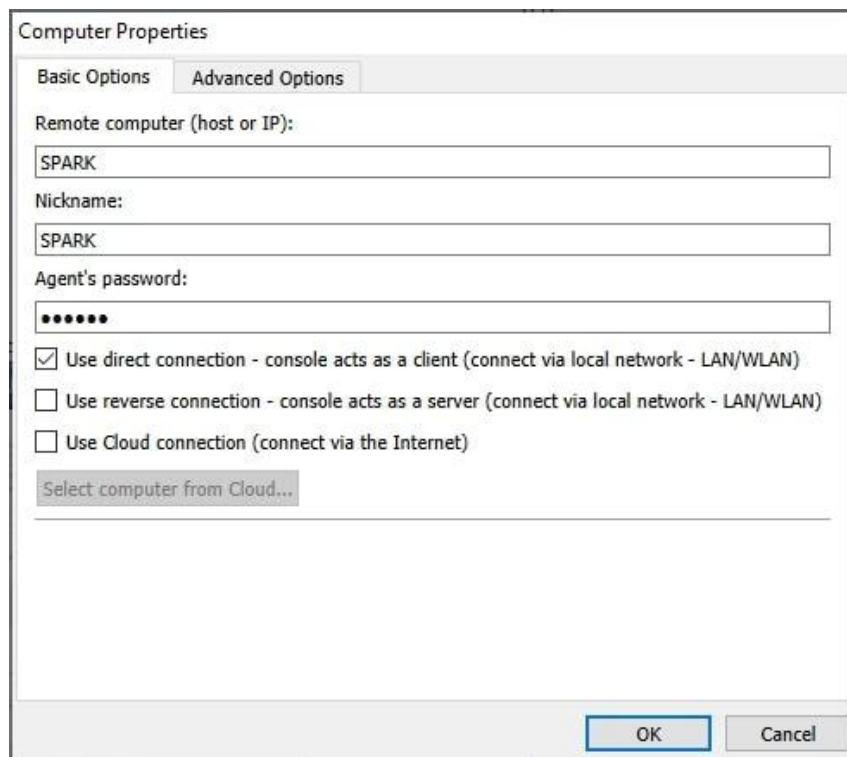 Computer Properties
Basic Options Advanced Options
Remote computer (host or IP):
SPARK
Nickname:
SPARK
Agent's password:
••••••
Use direct connection - console acts as a client (connect via local network - LAN/WLAN)
Use reverse connection - console acts as a server (connect via local network - LAN/WLAN)
Use Cloud connection (connect via the Internet)
Select computer from Cloud...
OK Cancel